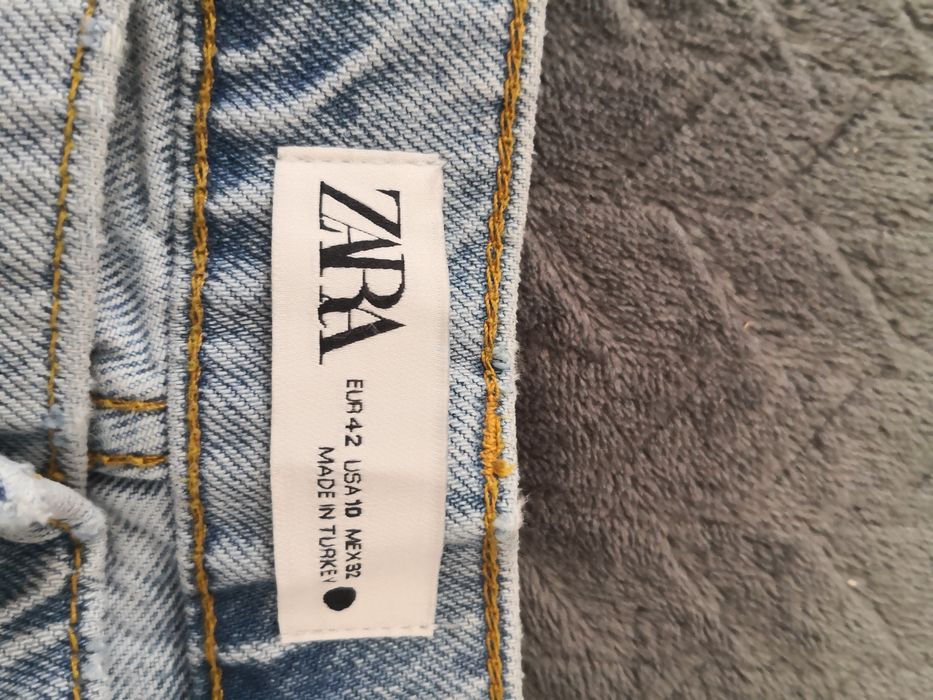 ZARA
EUR 42 USA 10 MEX 32
MADE IN TURKEY